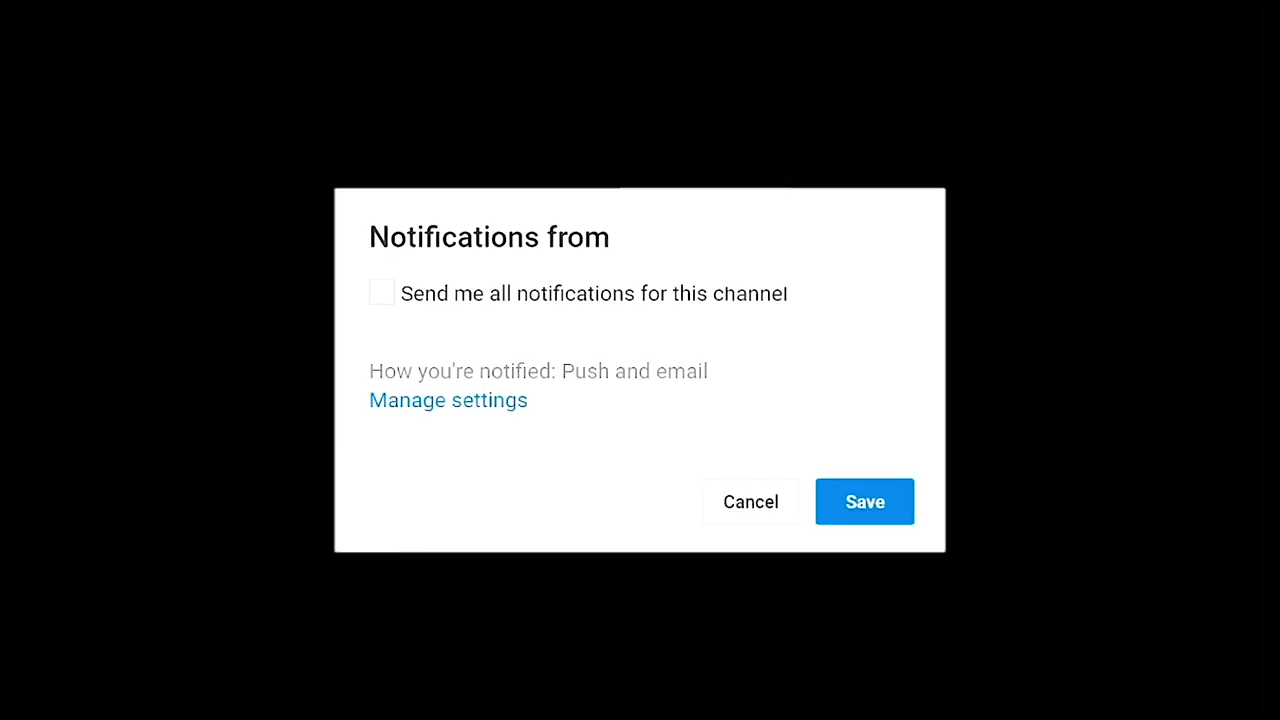 Notifications from
Send me all notifications for this channel
How you're notified: Push and email
Manage settings
Cancel
Save